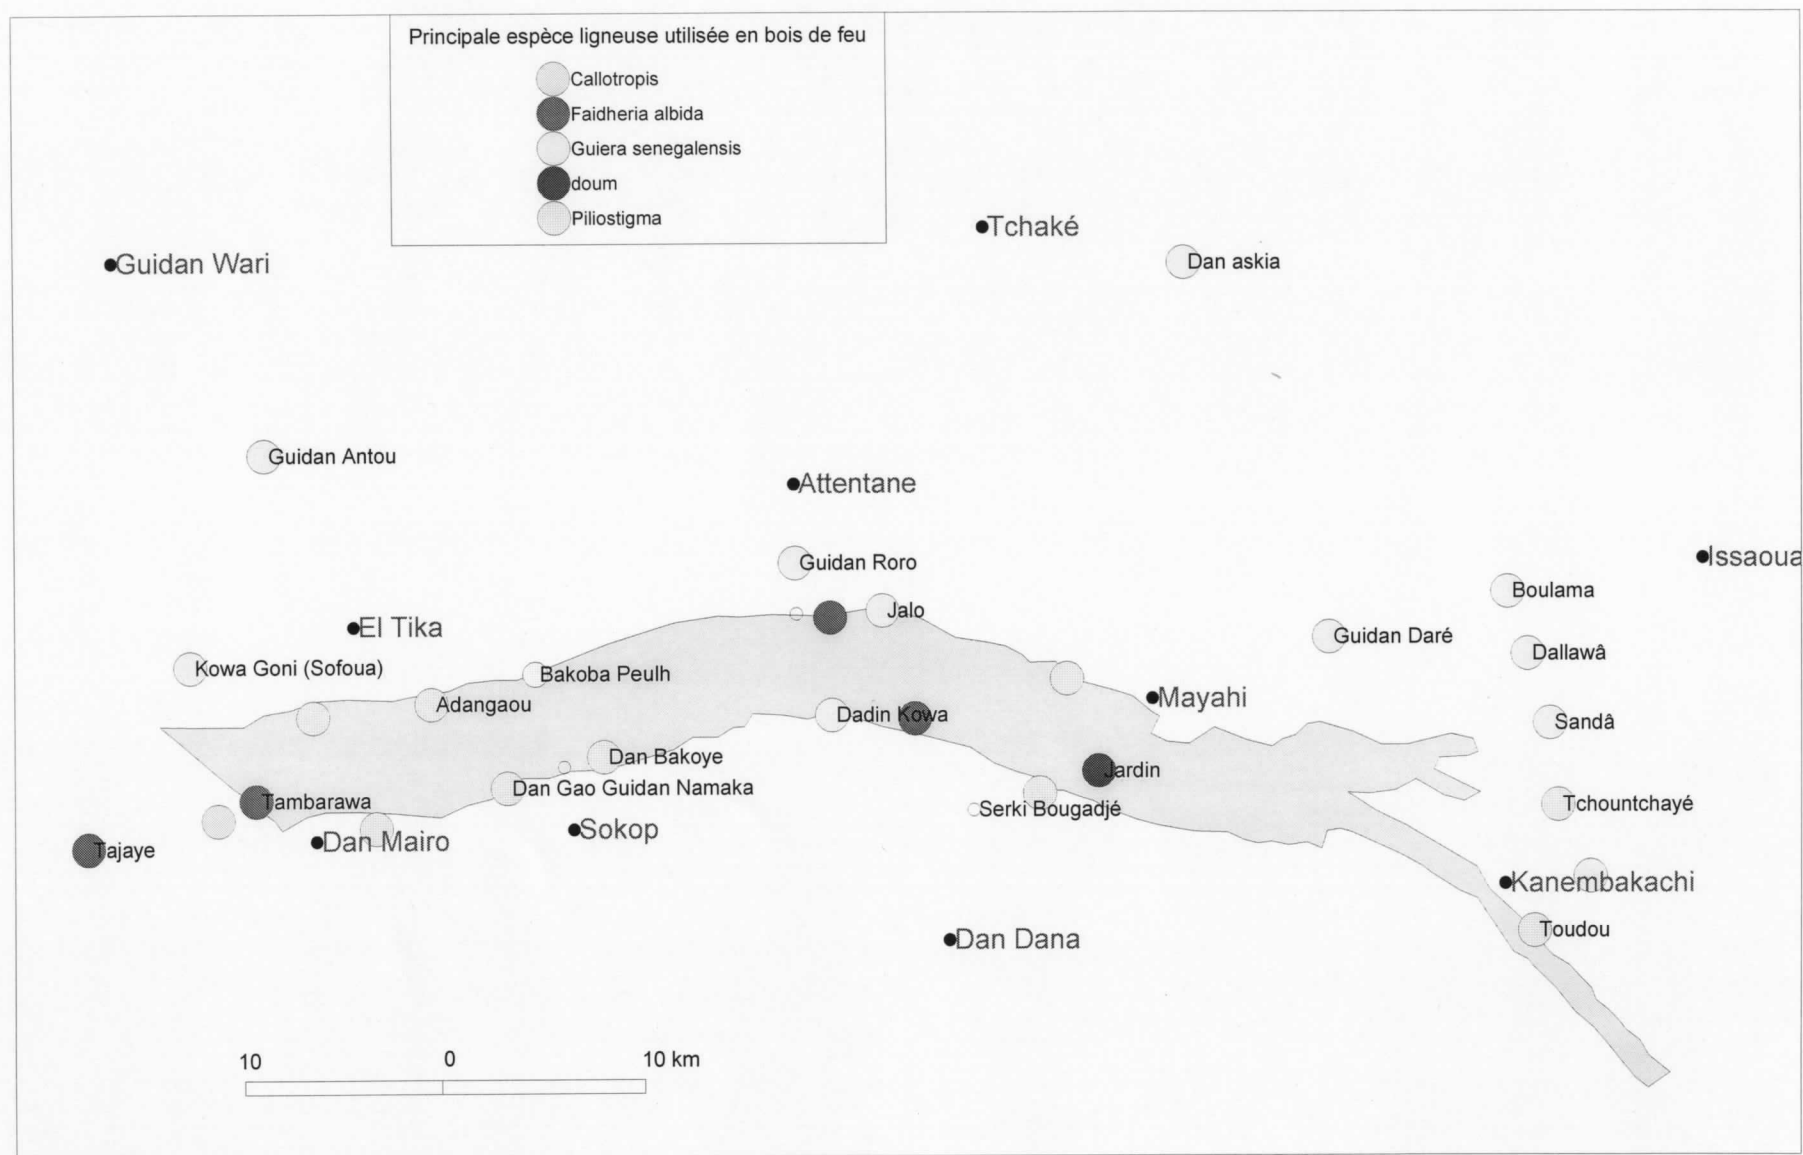 Principale espèce ligneuse utilisée en bois de feu
Callotropis
Faidheria albida
Guiera senegalensis
doum
Piliostigma
Tchaké
Guidan Wari
Dan askia
Guidan Antou
Attentane
Issaoua
Guidan Roro
Boulama
Jalo
El Tika
Guidan Daré
Dallawâ
Kowa Goni (Sofoua)
Bakoba Peulh
Mayahi
Adangaou
Dadin Kowa
Sandâ
Dan Bakoye
Jardin
Dan Gao Guidan Namaka
Tambarawa
Serki Bougadjé
Tchountchayé
Sokop
Dan Mairo
Tajaye
Kanembakachi
Toudou
Dan Dana
10 0 10 km